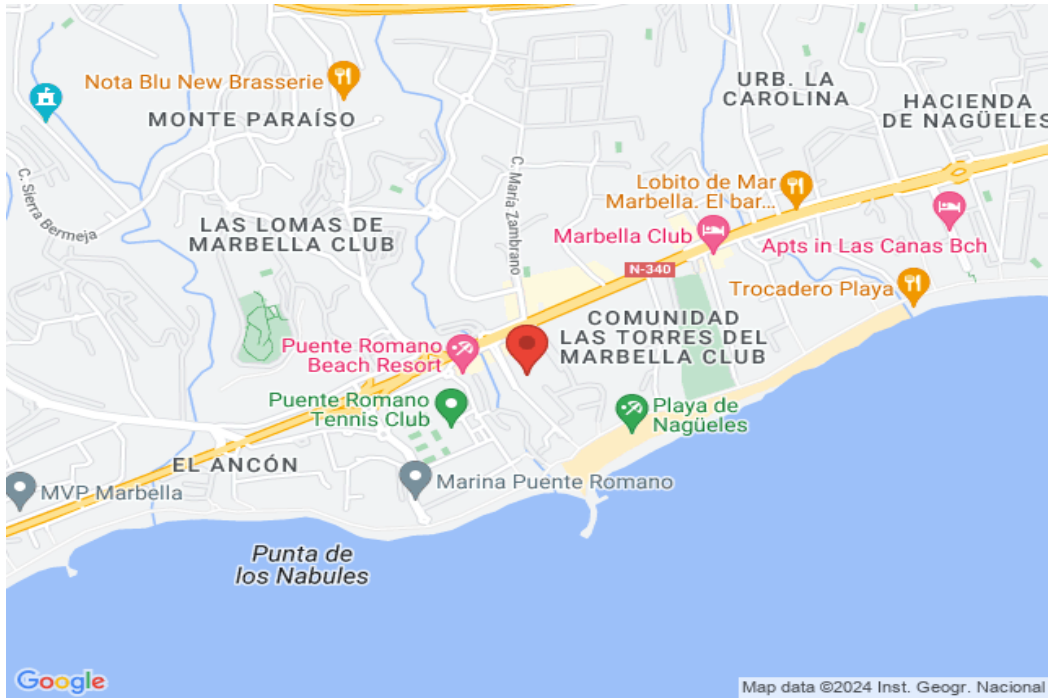 Nota Blu New Brasserie
MONTE PARAÍSO
URB. LA
CAROLINA
HACIENDA
DE NAGÜELES
C. Sierra Bermeja
C. María Zambrano
Lobito de Mar
Marbella. El bar...
LAS LOMAS DE
MARBELLA CLUB
Marbella Club
Apts in Las Canas Bch
N-340
Trocadero Playa
COMUNIDAD
LAS TORRES DEL
MARBELLA CLUB
Puente Romano
Beach Resort
Puente Romano
Tennis Club
Playa de
Nagüeles
EL ANCÓN
Marina Puente Romano
MVP Marbella
Punta de
los Nabules
Google
Map data ©2024 Inst. Geogr. Nacional